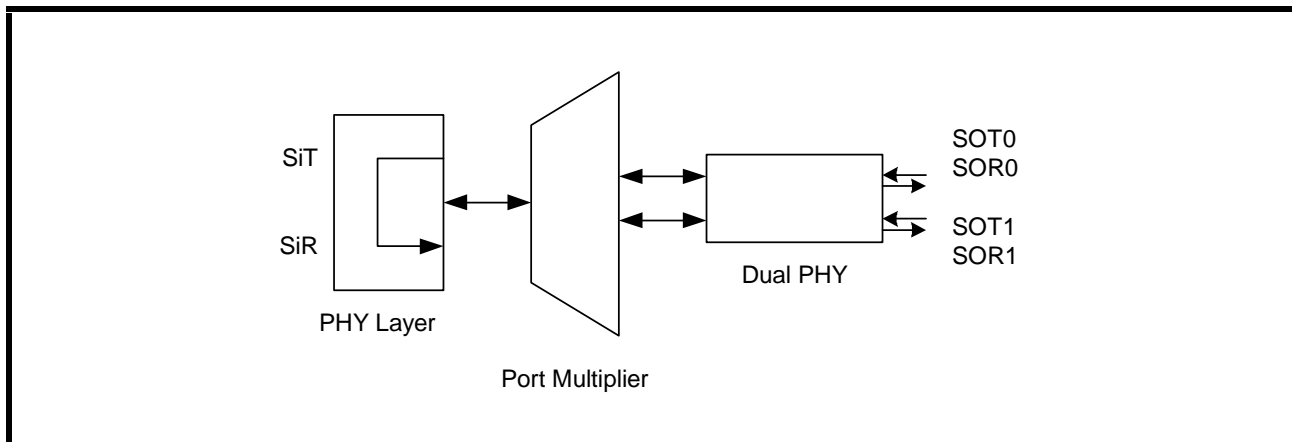 SiT
SiR
PHY Layer
Port Multiplier
Dual PHY
SOT0
SOR0
SOT1
SOR1